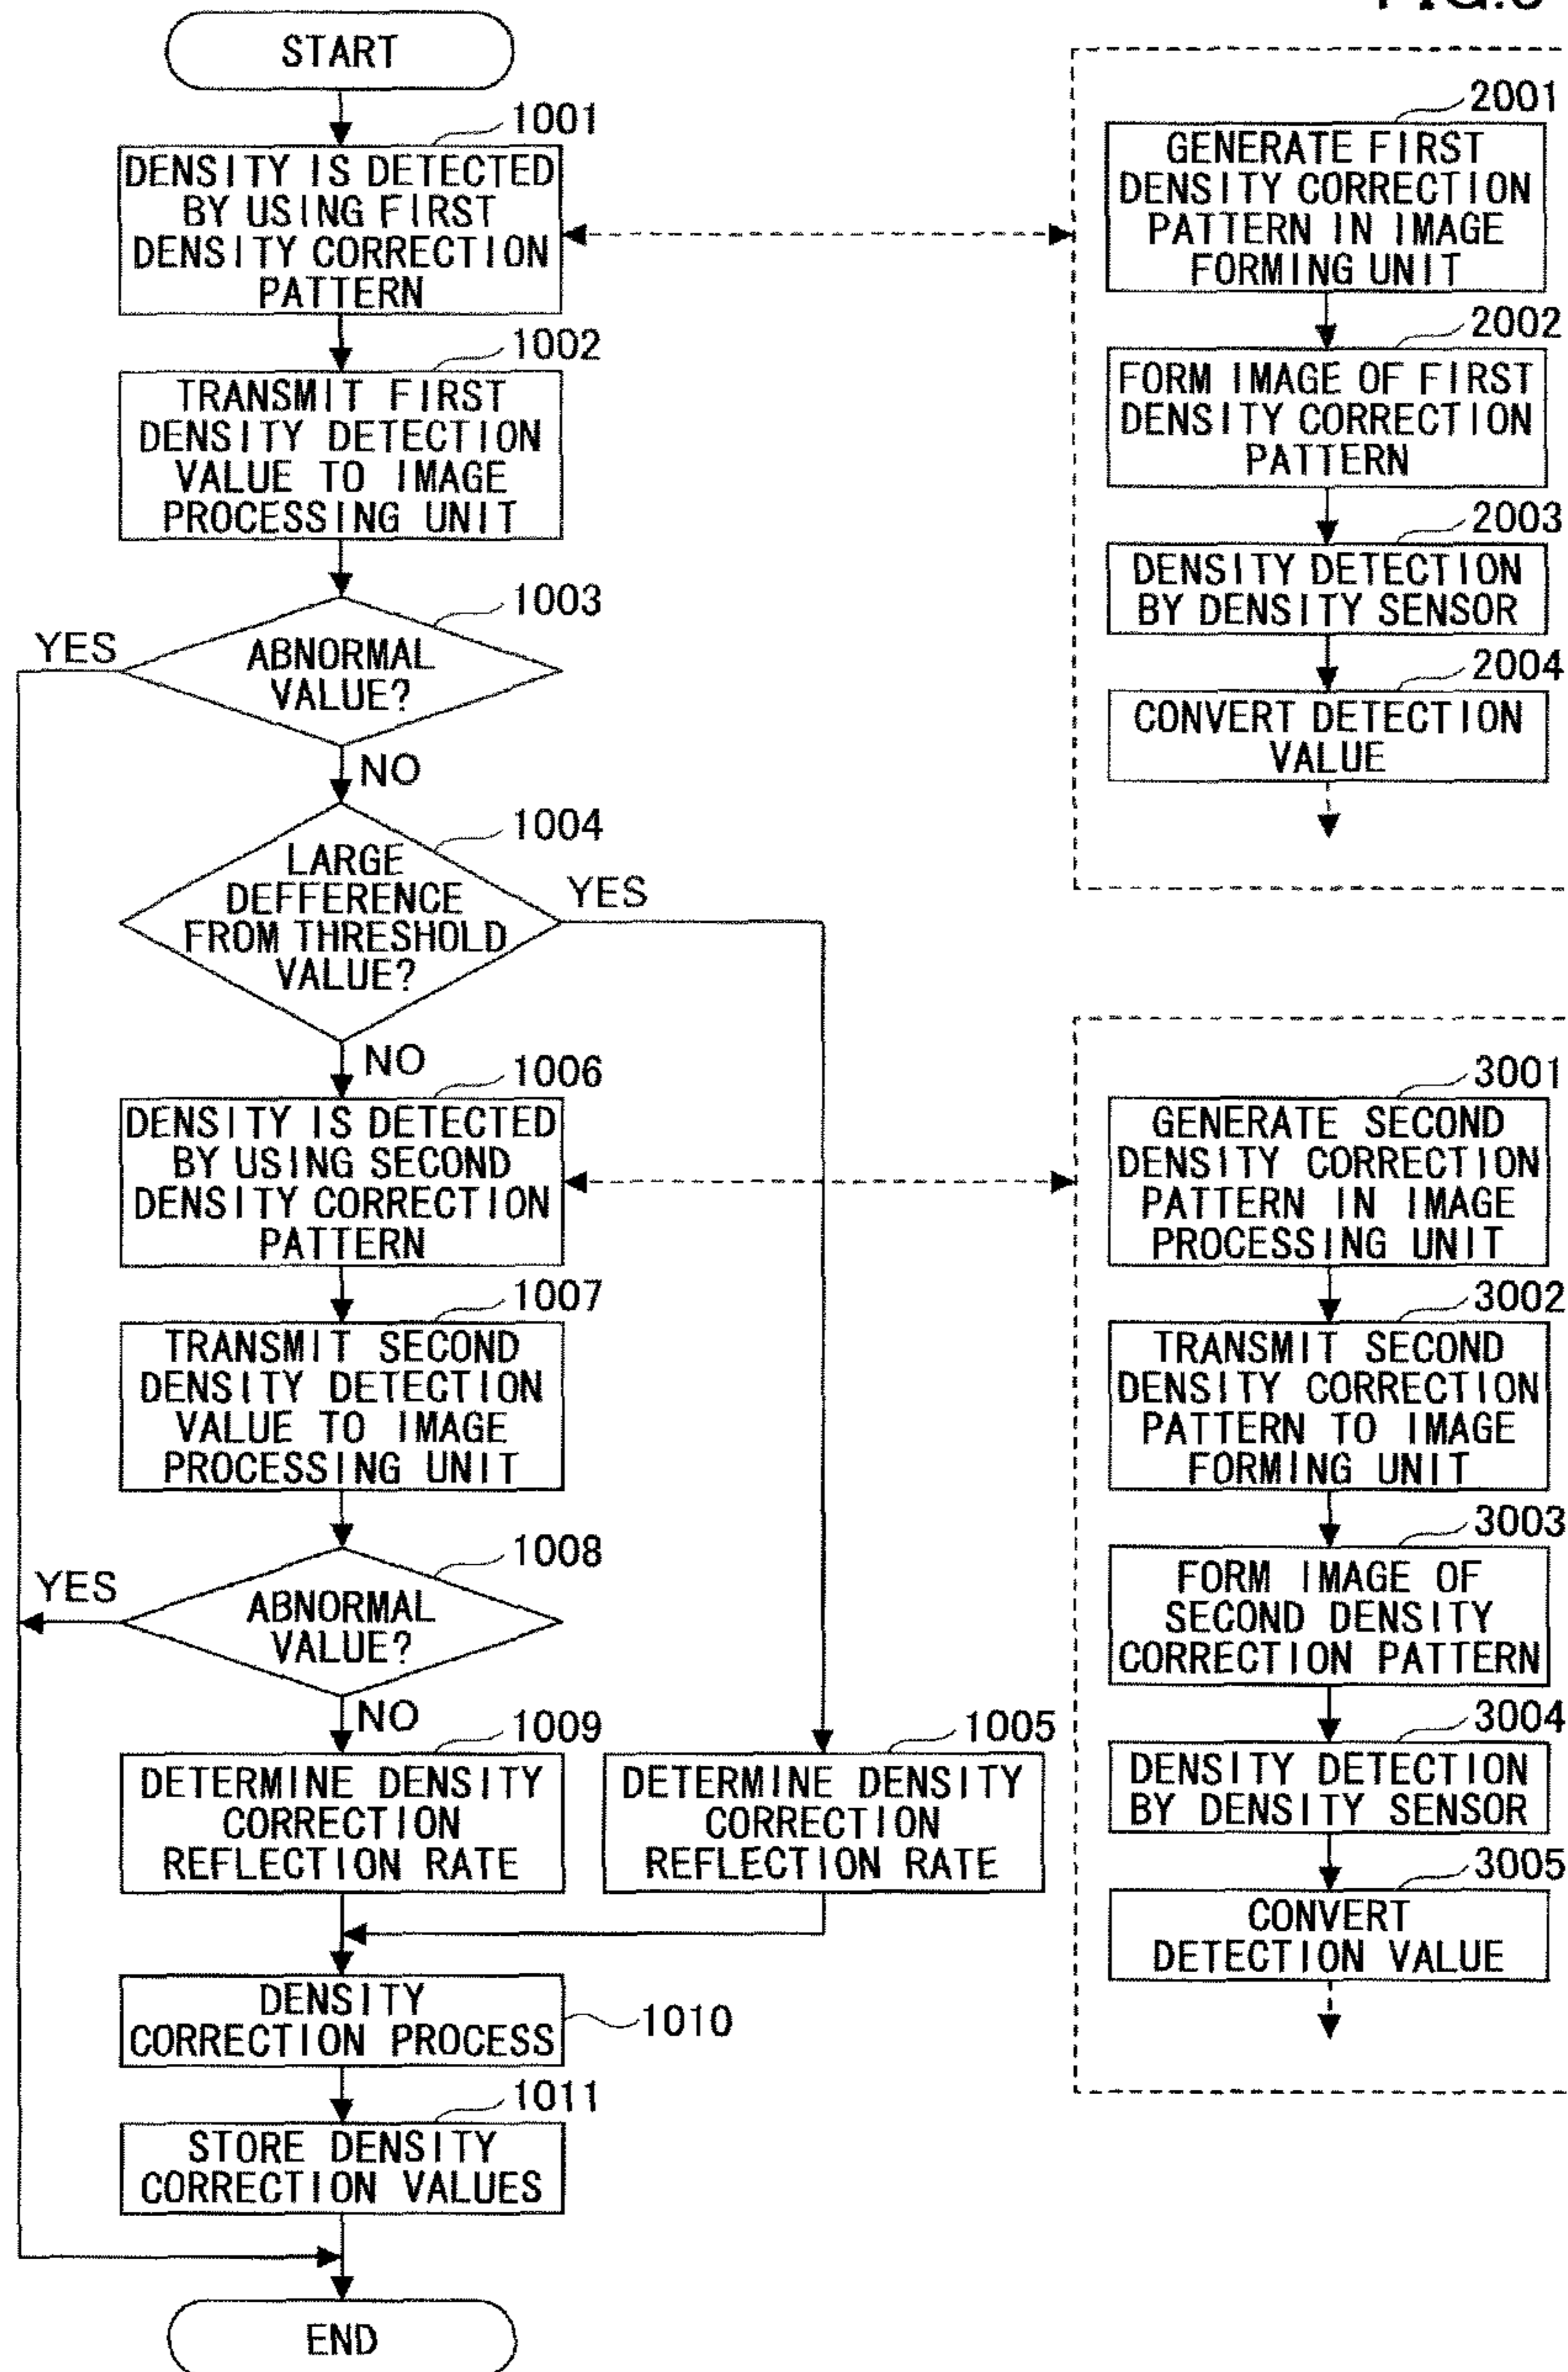 START
1001
DENSITY IS DETECTED
BY USING FIRST
DENSITY CORRECTION
PATTERN
1002
TRANSMIT FIRST
DENSITY DETECTION
VALUE TO IMAGE
PROCESSING UNIT
1003
YES
ABNORMAL
VALUE?
NO
1004
LARGE
DEFFERENCE
FROM THRESHOLD
VALUE?
YES
NO
1006
DENSITY IS DETECTED
BY USING SECOND
DENSITY CORRECTION
PATTERN
1007
TRANSMIT SECOND
DENSITY DETECTION
VALUE TO IMAGE
PROCESSING UNIT
1008
YES
ABNORMAL
VALUE?
NO
1009
DETERMINE DENSITY
CORRECTION
REFLECTION RATE
1005
DETERMINE DENSITY
CORRECTION
REFLECTION RATE
DENSITY
CORRECTION PROCESS
1010
1011
STORE DENSITY
CORRECTION VALUES
END
2001
GENERATE FIRST
DENSITY CORRECTION
PATTERN IN IMAGE
FORMING UNIT
2002
FORM IMAGE OF FIRST
DENSITY CORRECTION
PATTERN
2003
DENSITY DETECTION
BY DENSITY SENSOR
2004
CONVERT DETECTION
VALUE
3001
GENERATE SECOND
DENSITY CORRECTION
PATTERN IN IMAGE
PROCESSING UNIT
3002
TRANSMIT SECOND
DENSITY CORRECTION
PATTERN TO IMAGE
FORMING UNIT
3003
FORM IMAGE OF
SECOND DENSITY
CORRECTION PATTERN
3004
DENSITY DETECTION
BY DENSITY SENSOR
3005
CONVERT
DETECTION VALUE